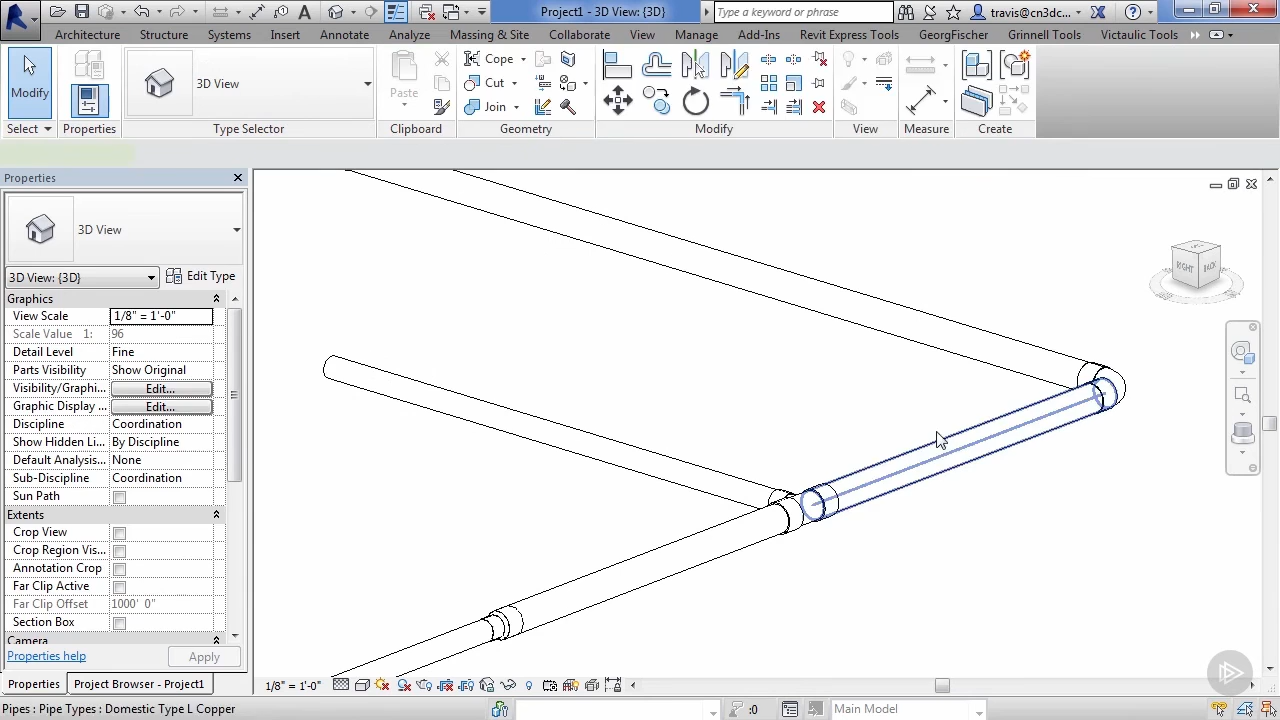 Project1 - 3D View: {3D}
Type a keyword or phrase
travis@cn3dc...
Architecture Structure Systems Insert Annotate Analyze Massing & Site Collaborate View Manage Add-Ins Revit Express Tools GeorgFischer Grinnell Tools Victaulic Tools
Modify
3D View
Paste
Cope
Cut
Join
Select Properties Type Selector Clipboard Geometry Modify View Measure Create
Properties
3D View
3D View: {3D}
Edit Type
Graphics
View Scale 1/8" = 1'-0"
Scale Value 1: 96
Detail Level Fine
Parts Visibility Show Original
Visibility/Graphi... Edit...
Graphic Display ... Edit...
Discipline Coordination
Show Hidden Li... By Discipline
Default Analysis... None
Sub-Discipline Coordination
Sun Path
Extents
Crop View
Crop Region Vis...
Annotation Crop
Far Clip Active
Far Clip Offset 1000' 0"
Section Box
Camera
Properties help
Apply
Properties Project Browser - Project1
1/8" = 1'-0"
Pipes : Pipe Types : Domestic Type L Copper
:0
Main Model
RIGHT
BACK